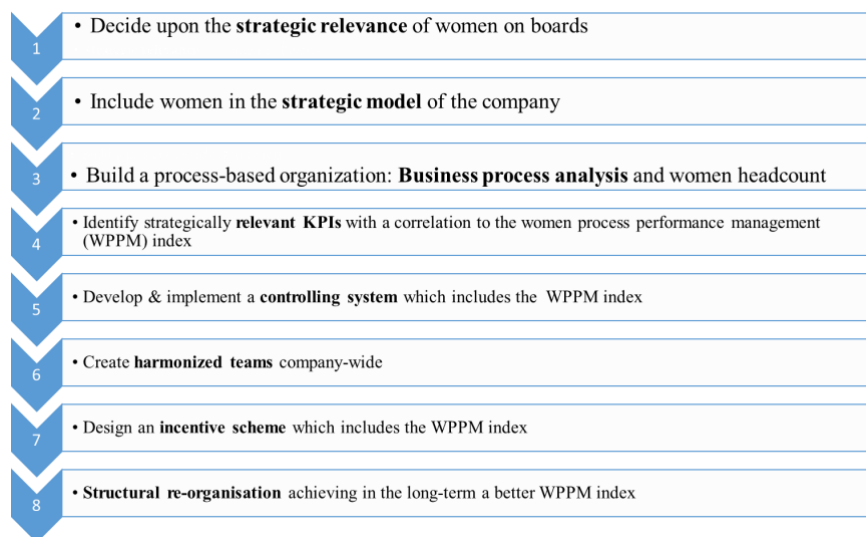 1
• Decide upon the strategic relevance of women on boards
2
• Include women in the strategic model of the company
3
• Build a process-based organization: Business process analysis and women headcount
4
• Identify strategically relevant KPIs with a correlation to the women process performance management
(WPPM) index
5
• Develop & implement a controlling system which includes the WPPM index
6
• Create harmonized teams company-wide
7
• Design an incentive scheme which includes the WPPM index
8
• Structural re-organisation achieving in the long-term a better WPPM index